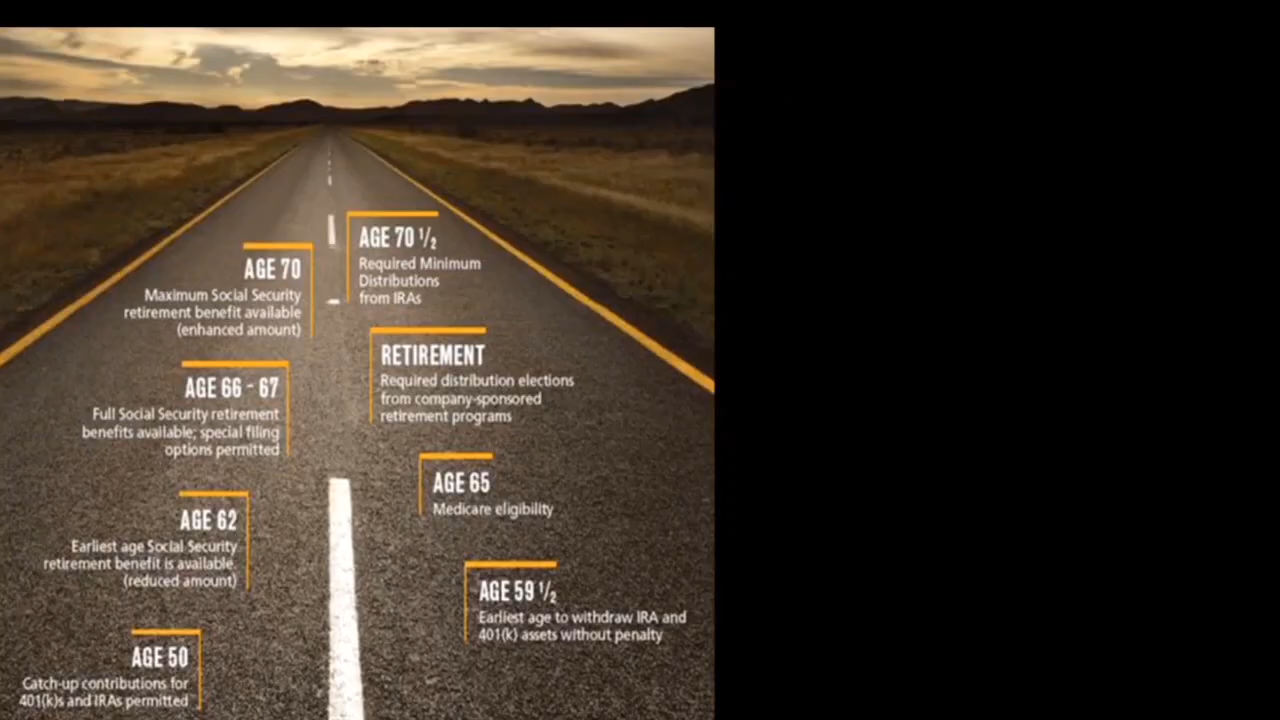 AGE 70 ½
Required Minimum
Distributions
from IRAs
AGE 70
Maximum Social Security
retirement benefit available
(enhanced amount)
RETIREMENT
Required distribution elections
from company-sponsored
retirement programs
AGE 66 - 67
Full Social Security retirement
benefits available; special filing
options permitted
AGE 65
Medicare eligibility
AGE 62
Earliest age Social Security
retirement benefit is available.
(reduced amount)
AGE 59 ½
Earliest age to withdraw IRA and
401(k) assets without penalty
AGE 50
Catch-up contributions for
401(k)s and IRAs permitted